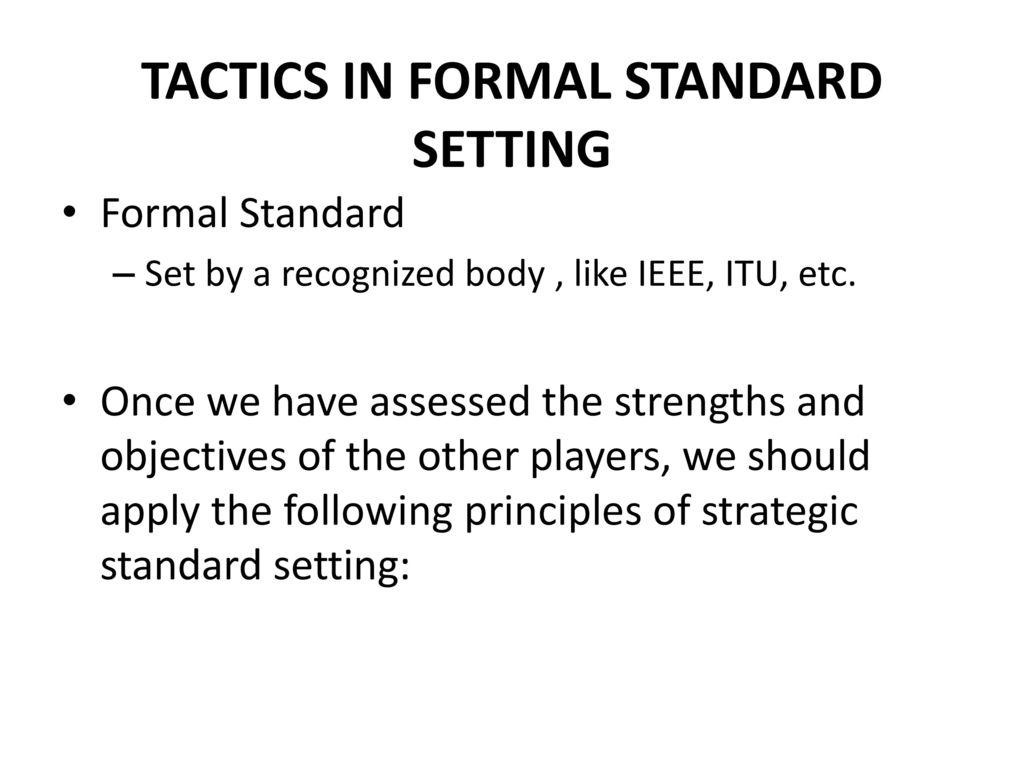 TACTICS IN FORMAL STANDARD
SETTING
• Formal Standard
– Set by a recognized body , like IEEE, ITU, etc.
• Once we have assessed the strengths and
objectives of the other players, we should
apply the following principles of strategic
standard setting: